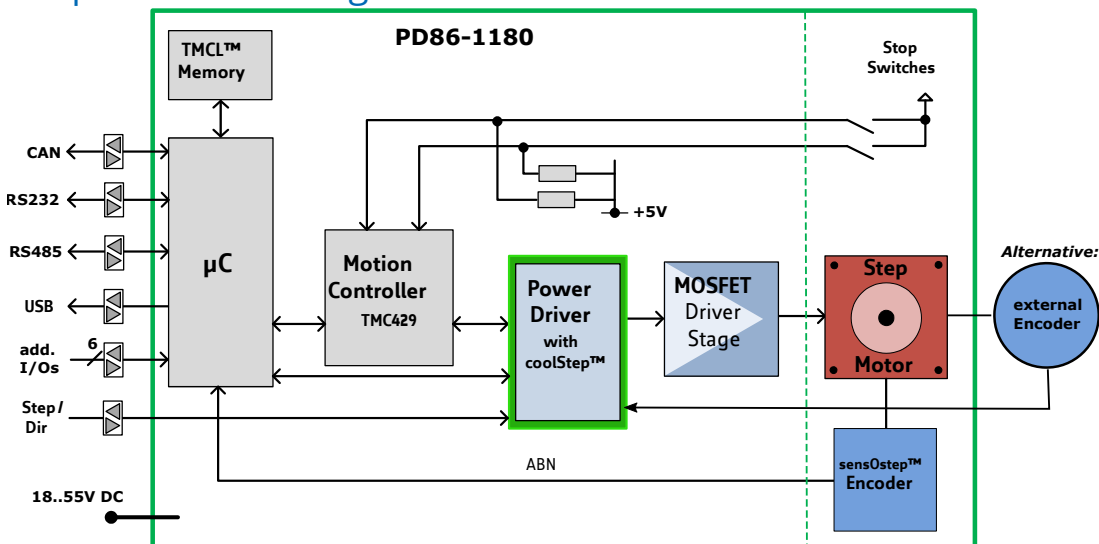 PD86-1180
TMCL™
Memory
Stop
Switches
CAN
RS232
RS485
USB
6
add.
I/Os
Step/
Dir
18..55V DC
µC
+5V
Motion
Controller
TMC429
Power
Driver
with
coolStep™
MOSFET
Driver
Stage
Step
Motor
Alternative:
external
Encoder
ABN
sensOstep™
Encoder